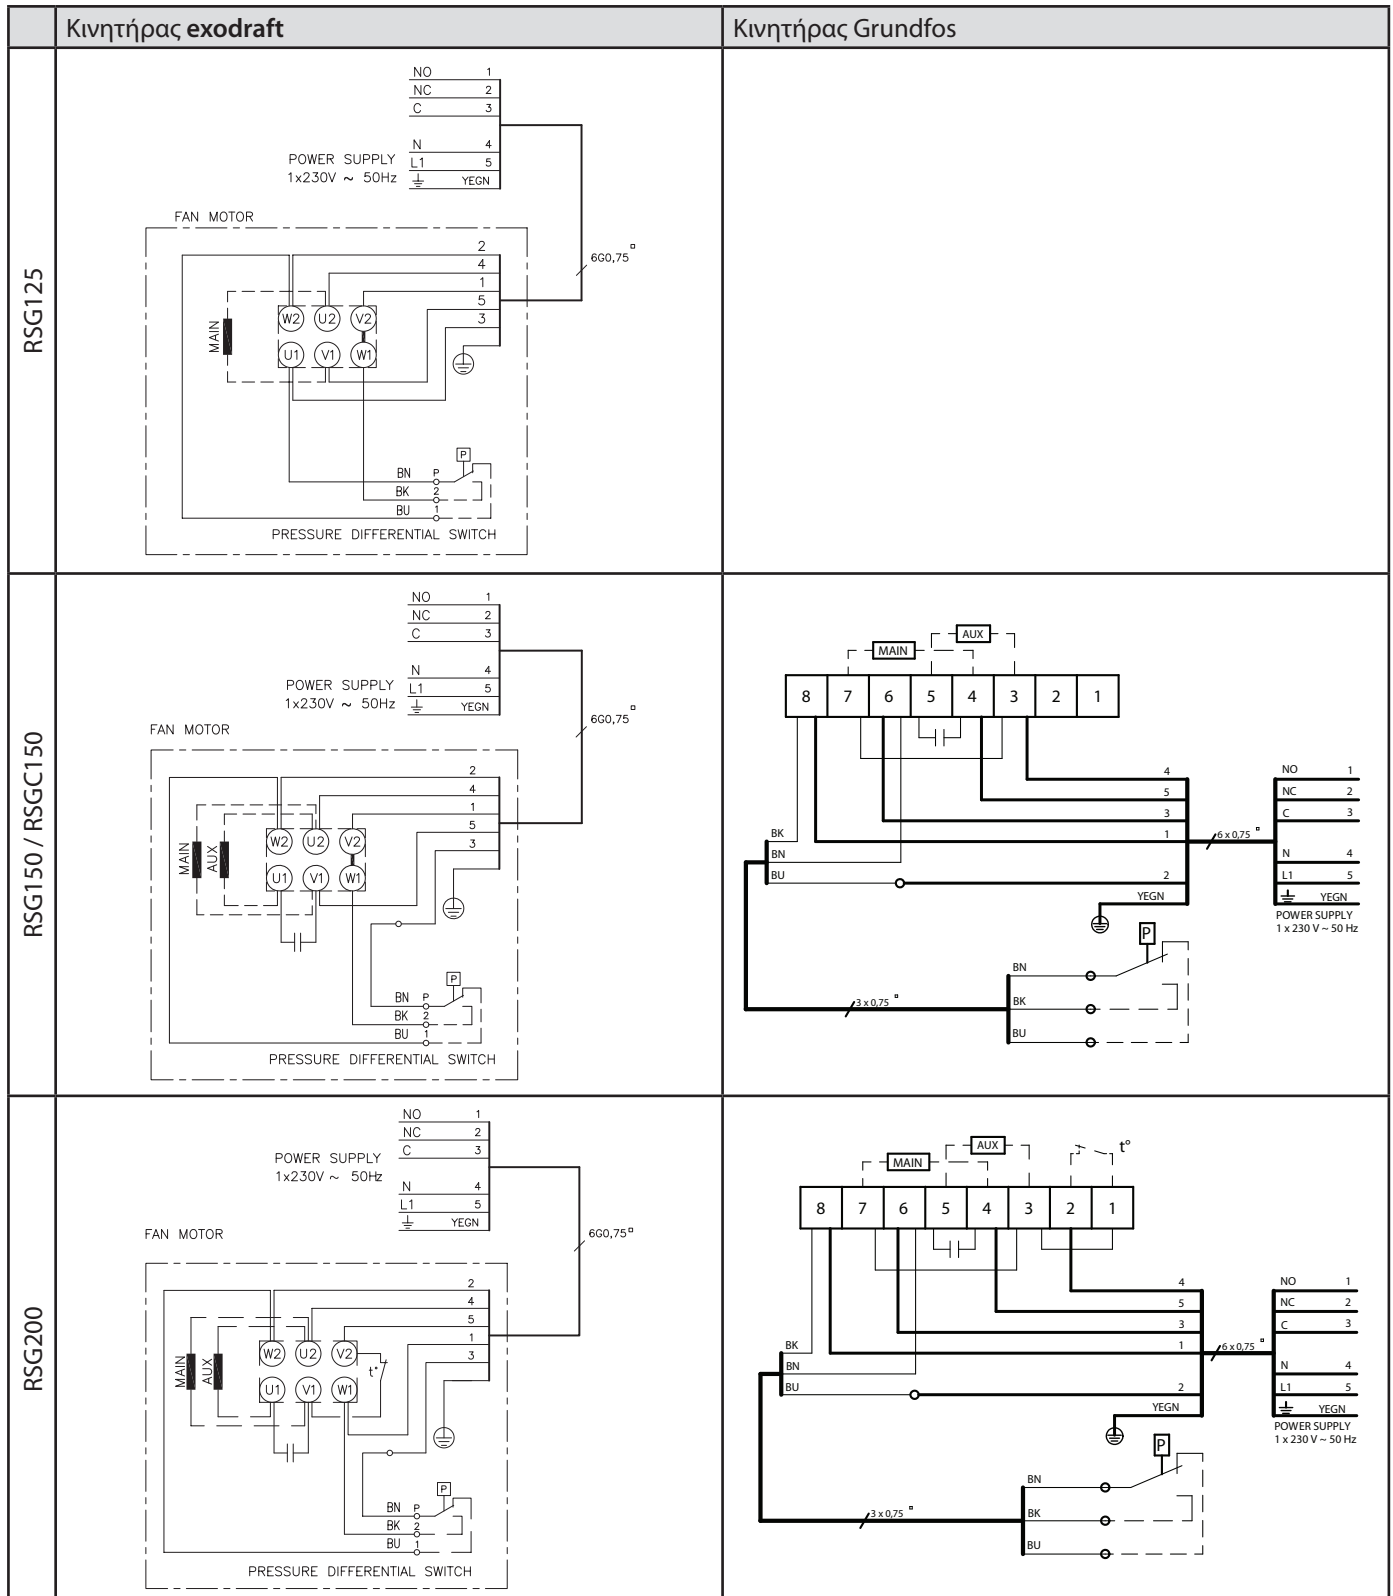 Κινητήρας exodraft
Κινητήρας Grundfos
RSG125
NO 1
NC 2
C 3
N 4
POWER SUPPLY L1 5
1x230V ~ 50Hz YEGN
FAN MOTOR
6G0,75
2
4
1
5
3
MAIN
W2 U2 V2
U1 V1 W1
P
BN P
BK 2
BU 1
PRESSURE DIFFERENTIAL SWITCH
RSG150 / RSGC150
NO 1
NC 2
C 3
N 4
POWER SUPPLY L1 5
1x230V ~ 50Hz YEGN
FAN MOTOR
6G0,75
2
4
1
5
3
MAIN
AUX
W2 U2 V2
U1 V1 W1
P
BN P
BK 2
BU 1
PRESSURE DIFFERENTIAL SWITCH
AUX
MAIN
8 7 6 5 4 3 2 1
4
5
3
1
2
YEGN
BK
BN
BU
6 x 0,75
NO 1
NC 2
C 3
N 4
L1 5
YEGN
POWER SUPPLY
1 x 230 V ~ 50 Hz
P
BN
3 x 0,75
BK
BU
RSG200
NO 1
NC 2
C 3
POWER SUPPLY
1x230V ~ 50Hz
N 4
L1 5
YEGN
FAN MOTOR
6G0,75
2
4
5
1
3
MAIN
AUX
W2 U2 V2
t°
U1 V1 W1
P
BN P
BK 2
BU 1
PRESSURE DIFFERENTIAL SWITCH
AUX
t°
MAIN
8 7 6 5 4 3 2 1
4
5
3
1
2
YEGN
BK
BN
BU
6 x 0,75
NO 1
NC 2
C 3
N 4
L1 5
YEGN
POWER SUPPLY
1 x 230 V ~ 50 Hz
P
BN
3 x 0,75
BK
BU